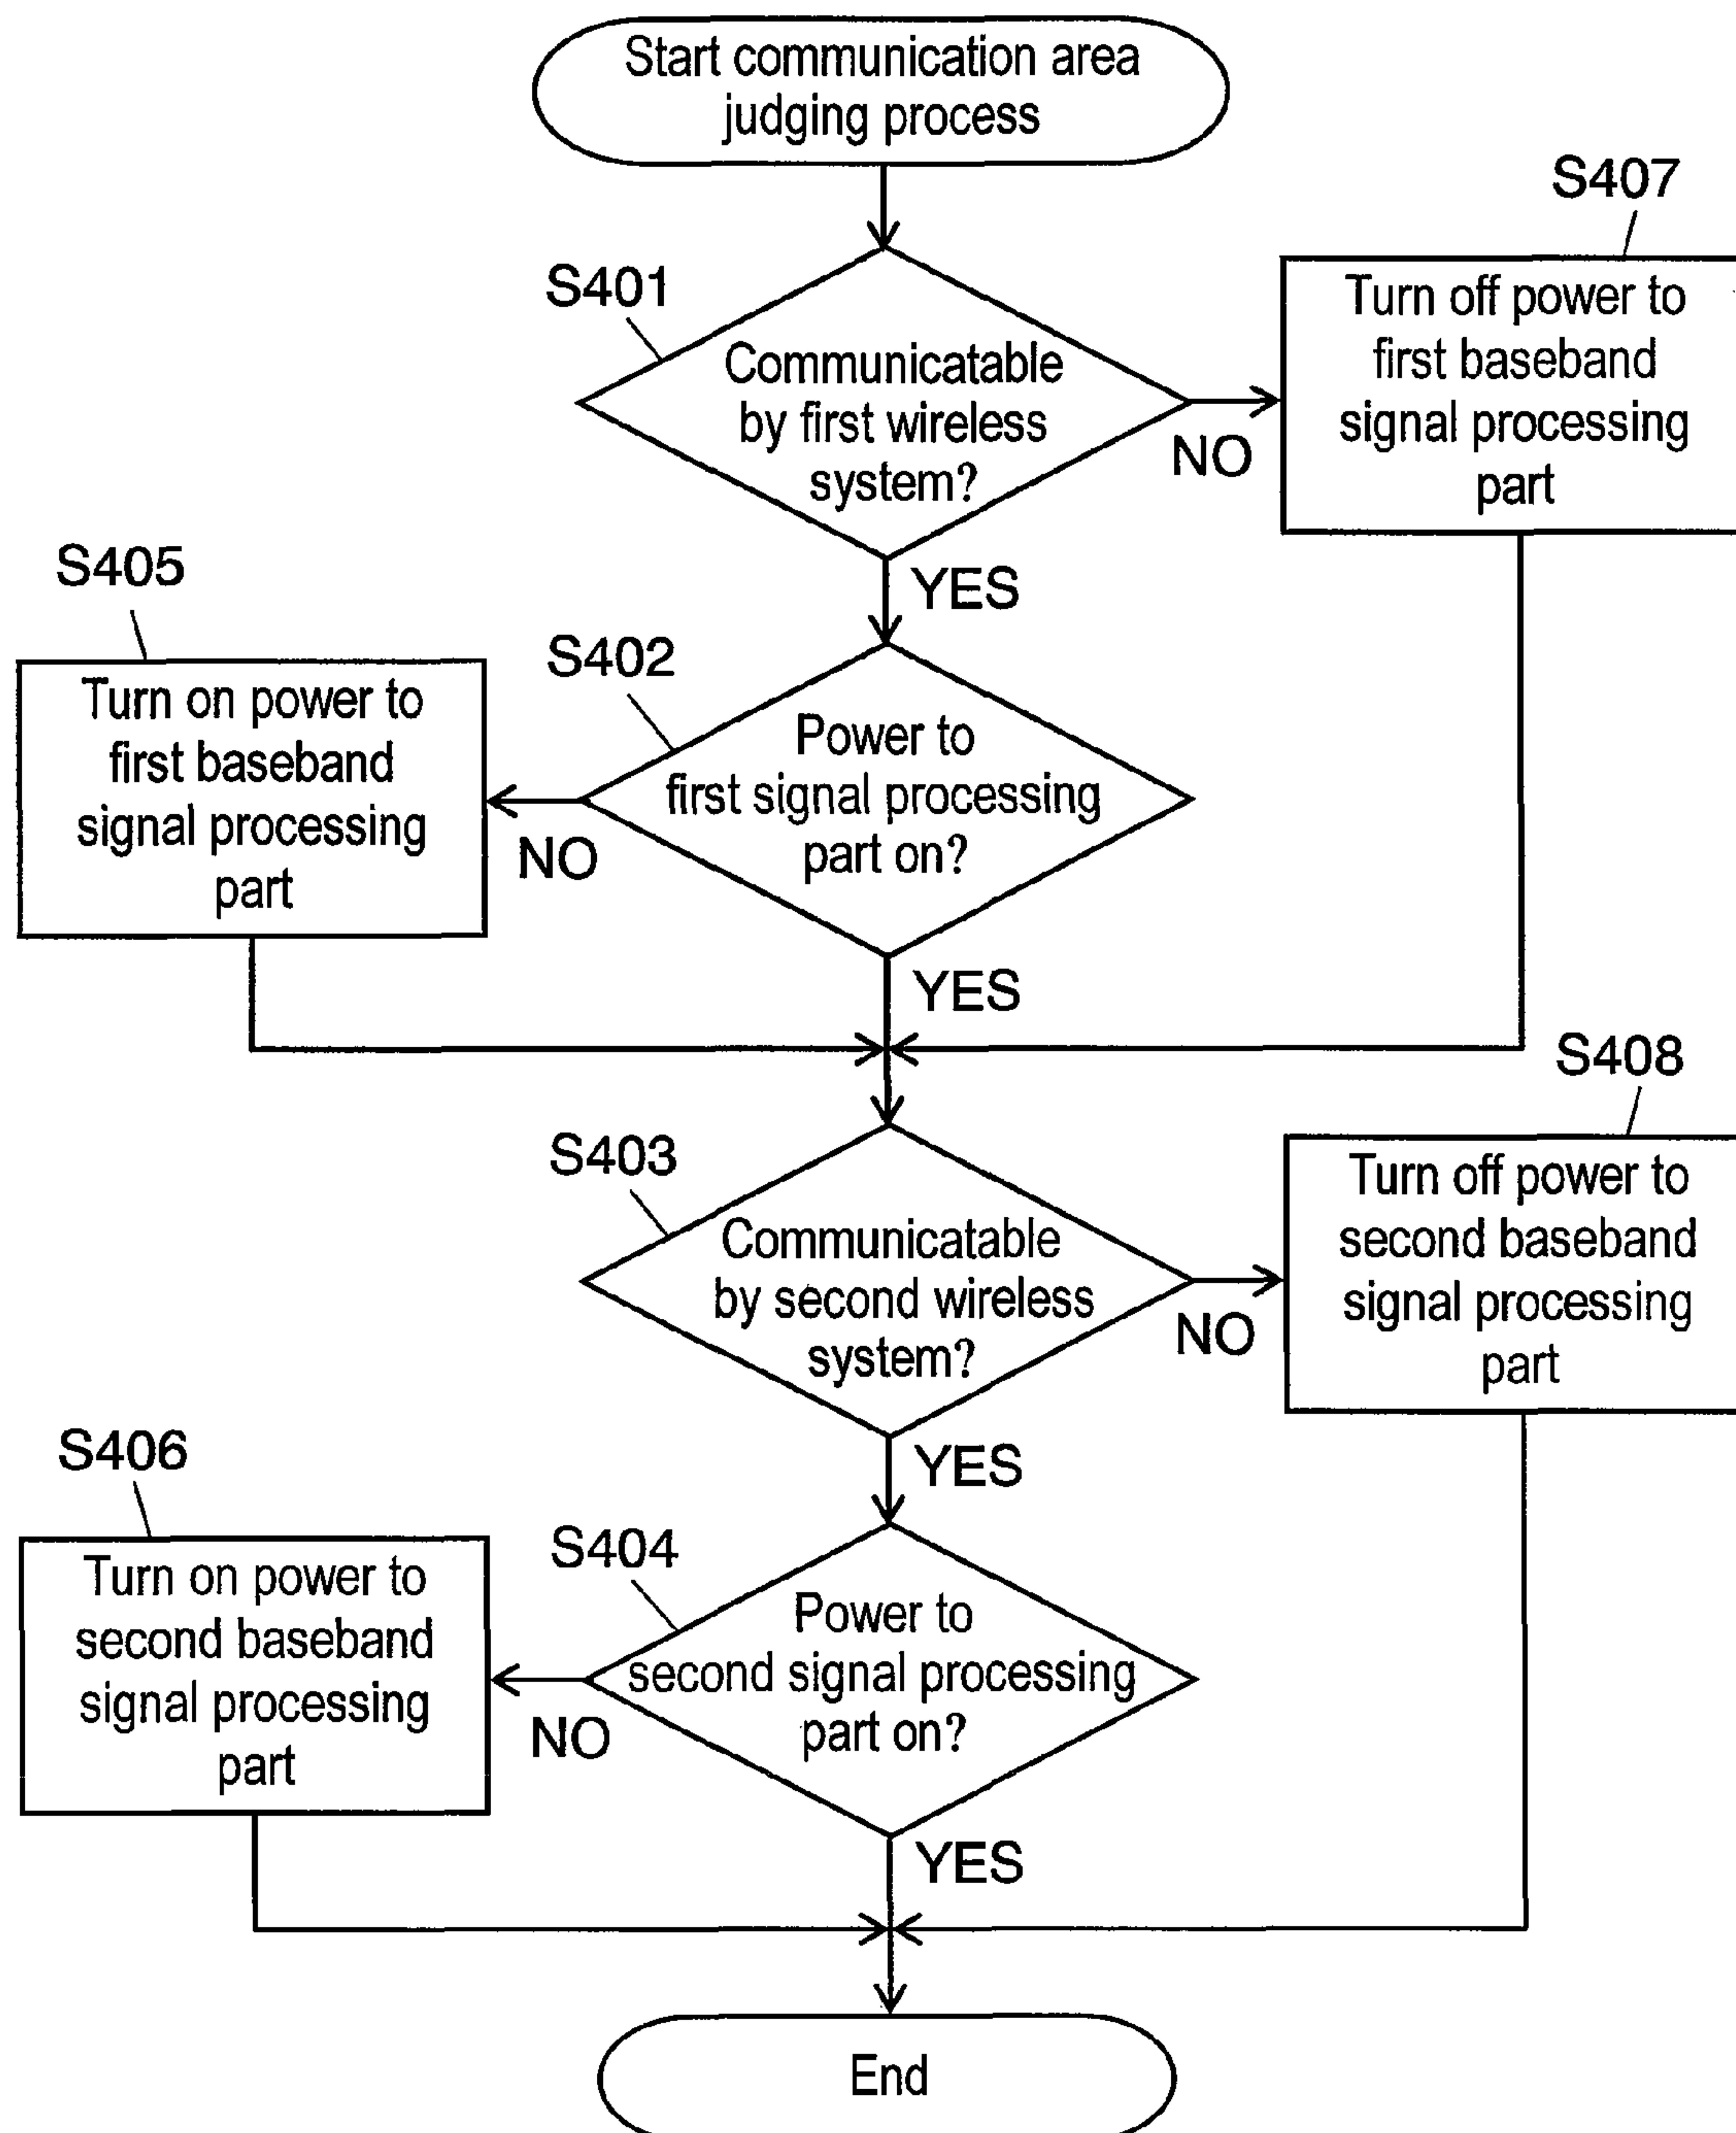 Start communication area
judging process
S407
S401
Turn off power to
first baseband
signal processing
part
Communicatable
by first wireless
system?
NO
YES
S405
S402
Turn on power to
first baseband
signal processing
part
Power to
first signal processing
part on?
NO
YES
S408
S403
Turn off power to
second baseband
signal processing
part
Communicatable
by second wireless
system?
NO
YES
S406
S404
Turn on power to
second baseband
signal processing
part
Power to
second signal processing
part on?
NO
YES
End